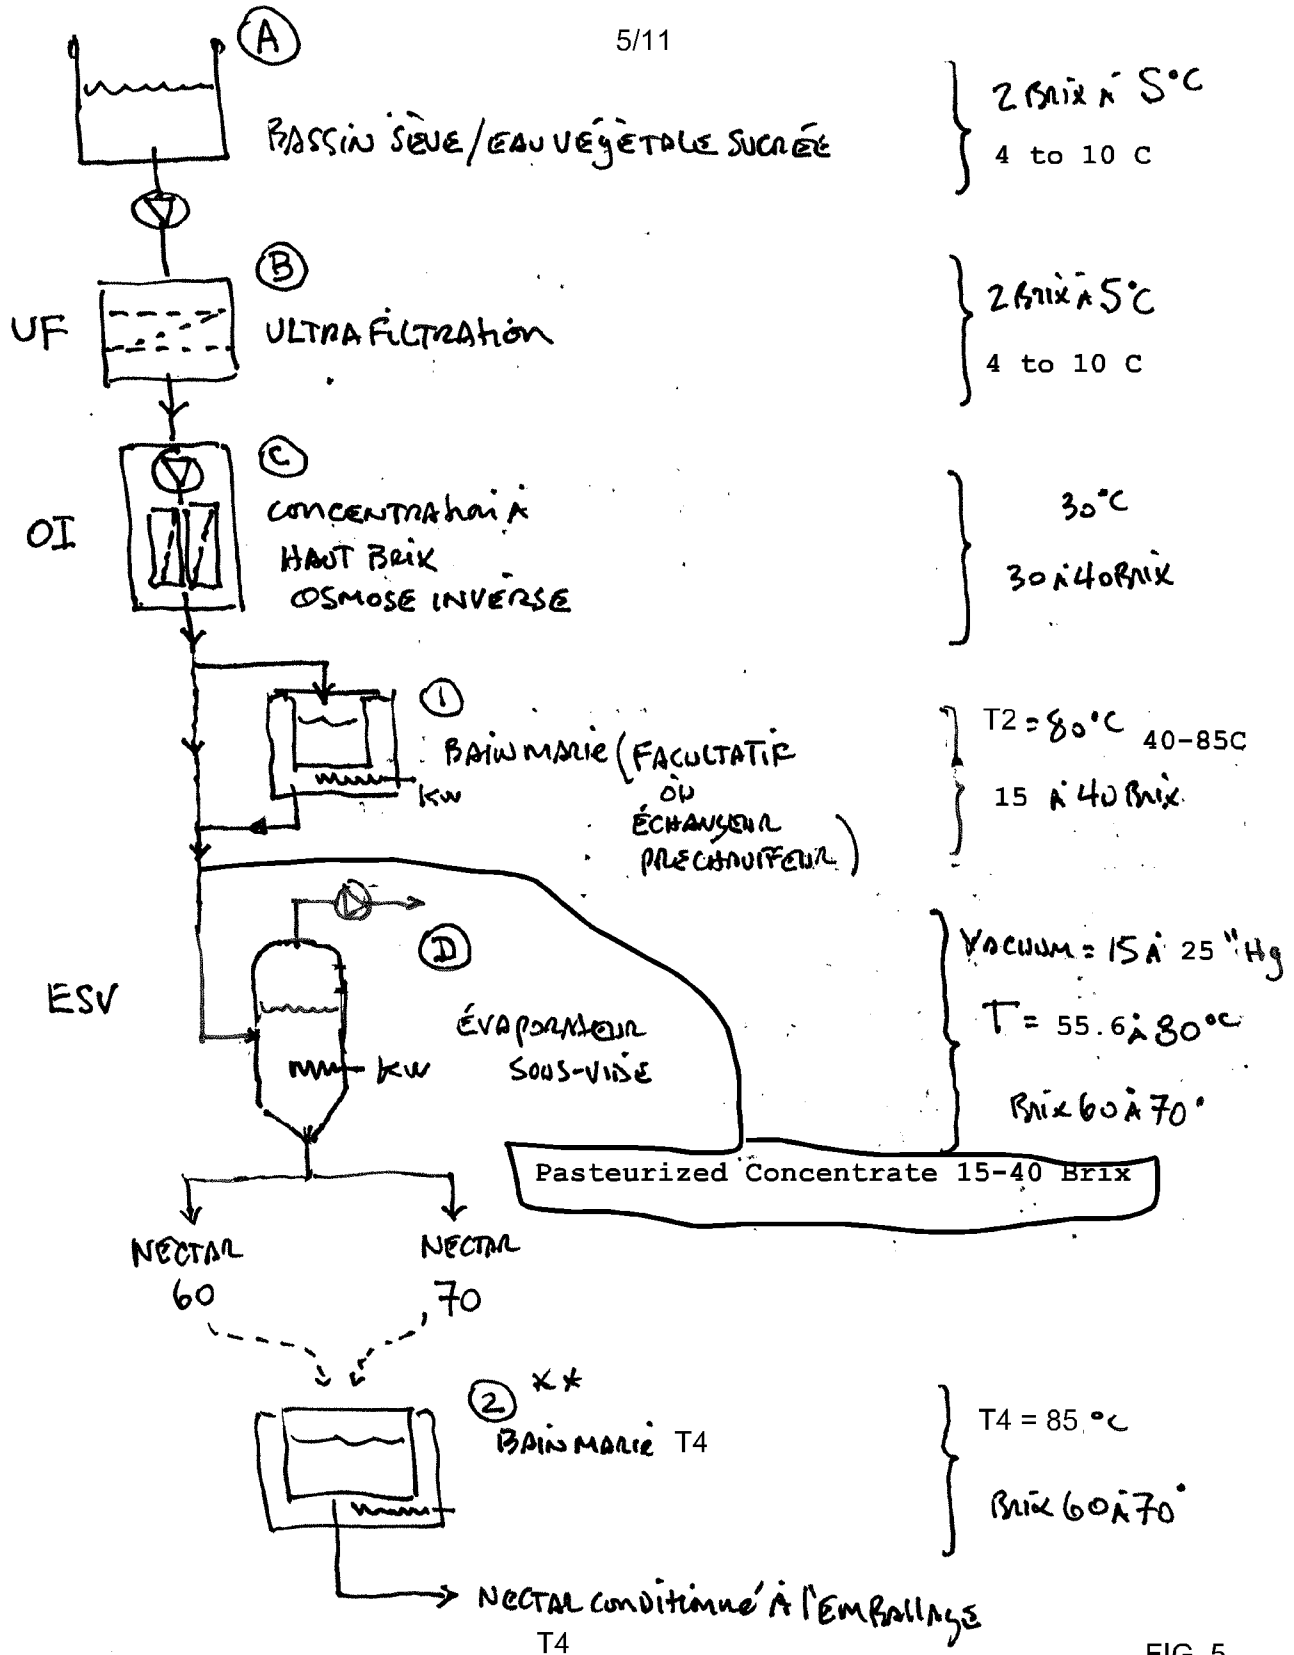 5/11
A
BASSIN SÈVE/EAU VÉGÉTALE SUCRÉE
2 BRIX À 5°C
4 to 10 C
B
UF
ULTRAFILTRATION
2 BRIX À 5°C
4 to 10 C
C
OI
CONCENTRATION À
HAUT BRIX
OSMOSE INVERSE
30°C
30 À 40 BRIX
1
BAIN MARIE (FACULTATIF
OU
ÉCHANGEUR
PRÉCHAUFFEUR)
KW
T2 = 80°C 40-85C
15 À 40 BRIX
D
ESV
ÉVAPORATEUR
SOUS-VIDE
KW
VACUUM = 15 À 25 "Hg
T = 55.6 À 80°C
BRIX 60 À 70°
Pasteurized Concentrate 15-40 Brix
NECTAR
60
NECTAR
70
2 **
BAIN MARIE T4
T4 = 85 °C
BRIX 60 À 70°
NECTAR conditionné À l'EMBALLAGE
T4
FIG. 5